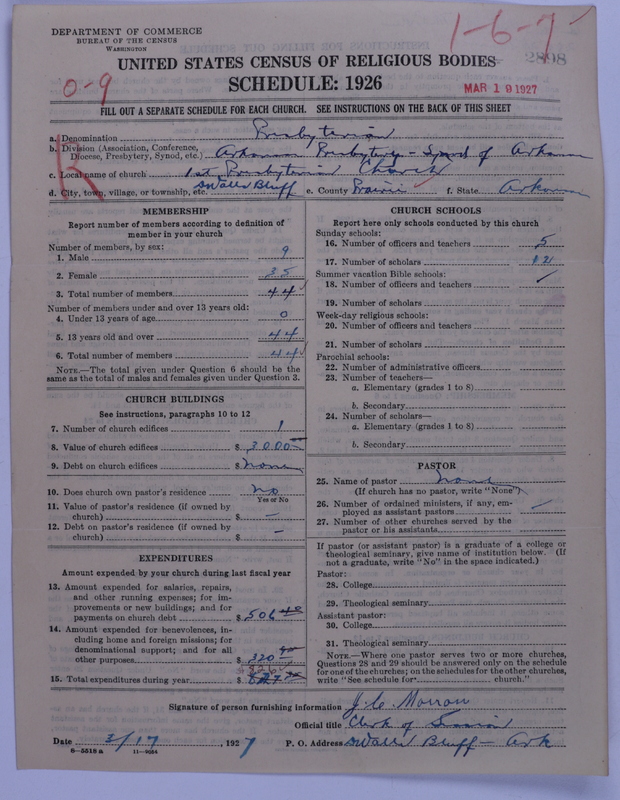 DEPARTMENT OF COMMERCE
BUREAU OF THE CENSUS
WASHINGTON
1-6-7
2898
UNITED STATES CENSUS OF RELIGIOUS BODIES
SCHEDULE: 1926
0-9
MAR 19 1927
FILL OUT A SEPARATE SCHEDULE FOR EACH CHURCH. SEE INSTRUCTIONS ON THE BACK OF THIS SHEET
a. Denomination Presbyterian
b. Division (Association, Conference, Diocese, Presbytery, Synod, etc.) Arkansas Presbytery - Synod of Arkansas
c. Local name of church 1st Presbyterian Church
d. City, town, village, or township, etc. DeValls Bluff e. County Prairie f. State Arkansas
MEMBERSHIP
Report number of members according to definition of member in your church
Number of members, by sex:
1. Male 9
2. Female 35
3. Total number of members 44
Number of members under and over 13 years old:
4. Under 13 years of age 0
5. 13 years old and over 44
6. Total number of members 44
NOTE.—The total given under Question 6 should be the same as the total of males and females given under Question 3.
CHURCH BUILDINGS
See instructions, paragraphs 10 to 12
7. Number of church edifices 1
8. Value of church edifices $ 3000
9. Debt on church edifices $ None
10. Does church own pastor's residence No
Yes or No
11. Value of pastor's residence (if owned by church) $ —
12. Debt on pastor's residence (if owned by church) $ —
EXPENDITURES
Amount expended by your church during last fiscal year
13. Amount expended for salaries, repairs, and other running expenses; for improvements or new buildings; and for payments on church debt $ 506
14. Amount expended for benevolences, including home and foreign missions; for denominational support; and for all other purposes $ 320
826
15. Total expenditures during year $
CHURCH SCHOOLS
Report here only schools conducted by this church
Sunday schools:
16. Number of officers and teachers 5
17. Number of scholars
Summer vacation Bible schools:
18. Number of officers and teachers
19. Number of scholars
Week-day religious schools:
20. Number of officers and teachers
21. Number of scholars
Parochial schools:
22. Number of administrative officers
23. Number of teachers—
a. Elementary (grades 1 to 8)
b. Secondary
24. Number of scholars—
a. Elementary (grades 1 to 8)
b. Secondary
PASTOR
25. Name of pastor None
(If church has no pastor, write "None")
26. Number of ordained ministers, if any, employed as assistant pastors
27. Number of other churches served by the pastor or his assistants
If pastor (or assistant pastor) is a graduate of a college or theological seminary, give name of institution below. (If not a graduate, write "No" in the space indicated.)
Pastor:
28. College
29. Theological seminary
Assistant pastor:
30. College
31. Theological seminary
NOTE.—Where one pastor serves two or more churches, Questions 28 and 29 should be answered only on the schedule for one of the churches; on the schedules for the other churches, write "See schedule for church."
Signature of person furnishing information J. C. Morrow
Official title Clerk of Session
Date 3/17, 1927 P. O. Address DeValls Bluff - Ark
8-5518 a 11-9664